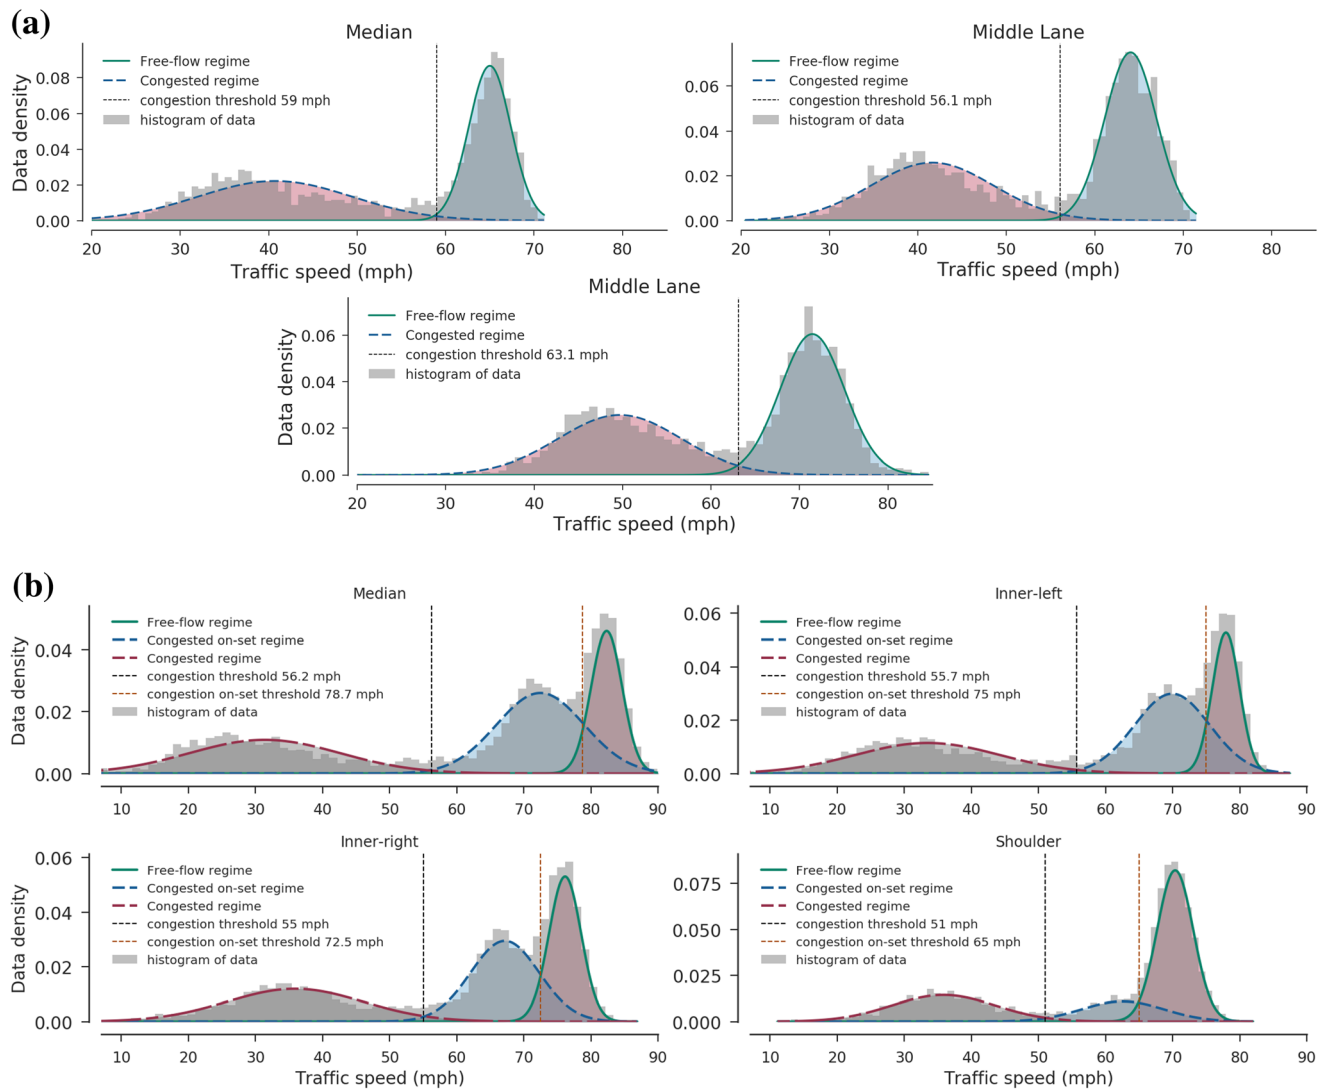 (a)
Median
Free-flow regime
Congested regime
congestion threshold 59 mph
histogram of data
Data density
0.08
0.06
0.04
0.02
0.00
20 30 40 50 60 70 80
Traffic speed (mph)
Middle Lane
Free-flow regime
Congested regime
congestion threshold 56.1 mph
histogram of data
Data density
0.06
0.04
0.02
0.00
20 30 40 50 60 70 80
Traffic speed (mph)
Middle Lane
Free-flow regime
Congested regime
congestion threshold 63.1 mph
histogram of data
Data density
0.06
0.04
0.02
0.00
20 30 40 50 60 70 80
Traffic speed (mph)
(b)
Median
Free-flow regime
Congested on-set regime
Congested regime
congestion threshold 56.2 mph
congestion on-set threshold 78.7 mph
histogram of data
Data density
0.04
0.02
0.00
10 20 30 40 50 60 70 80 90
Inner-left
Free-flow regime
Congested on-set regime
Congested regime
congestion threshold 55.7 mph
congestion on-set threshold 75 mph
histogram of data
0.06
0.04
0.02
0.00
10 20 30 40 50 60 70 80 90
Inner-right
Free-flow regime
Congested on-set regime
Congested regime
congestion threshold 55 mph
congestion on-set threshold 72.5 mph
histogram of data
Data density
0.06
0.04
0.02
0.00
10 20 30 40 50 60 70 80 90
Traffic speed (mph)
Shoulder
Free-flow regime
Congested on-set regime
Congested regime
congestion threshold 51 mph
congestion on-set threshold 65 mph
histogram of data
0.075
0.050
0.025
0.000
10 20 30 40 50 60 70 80 90
Traffic speed (mph)